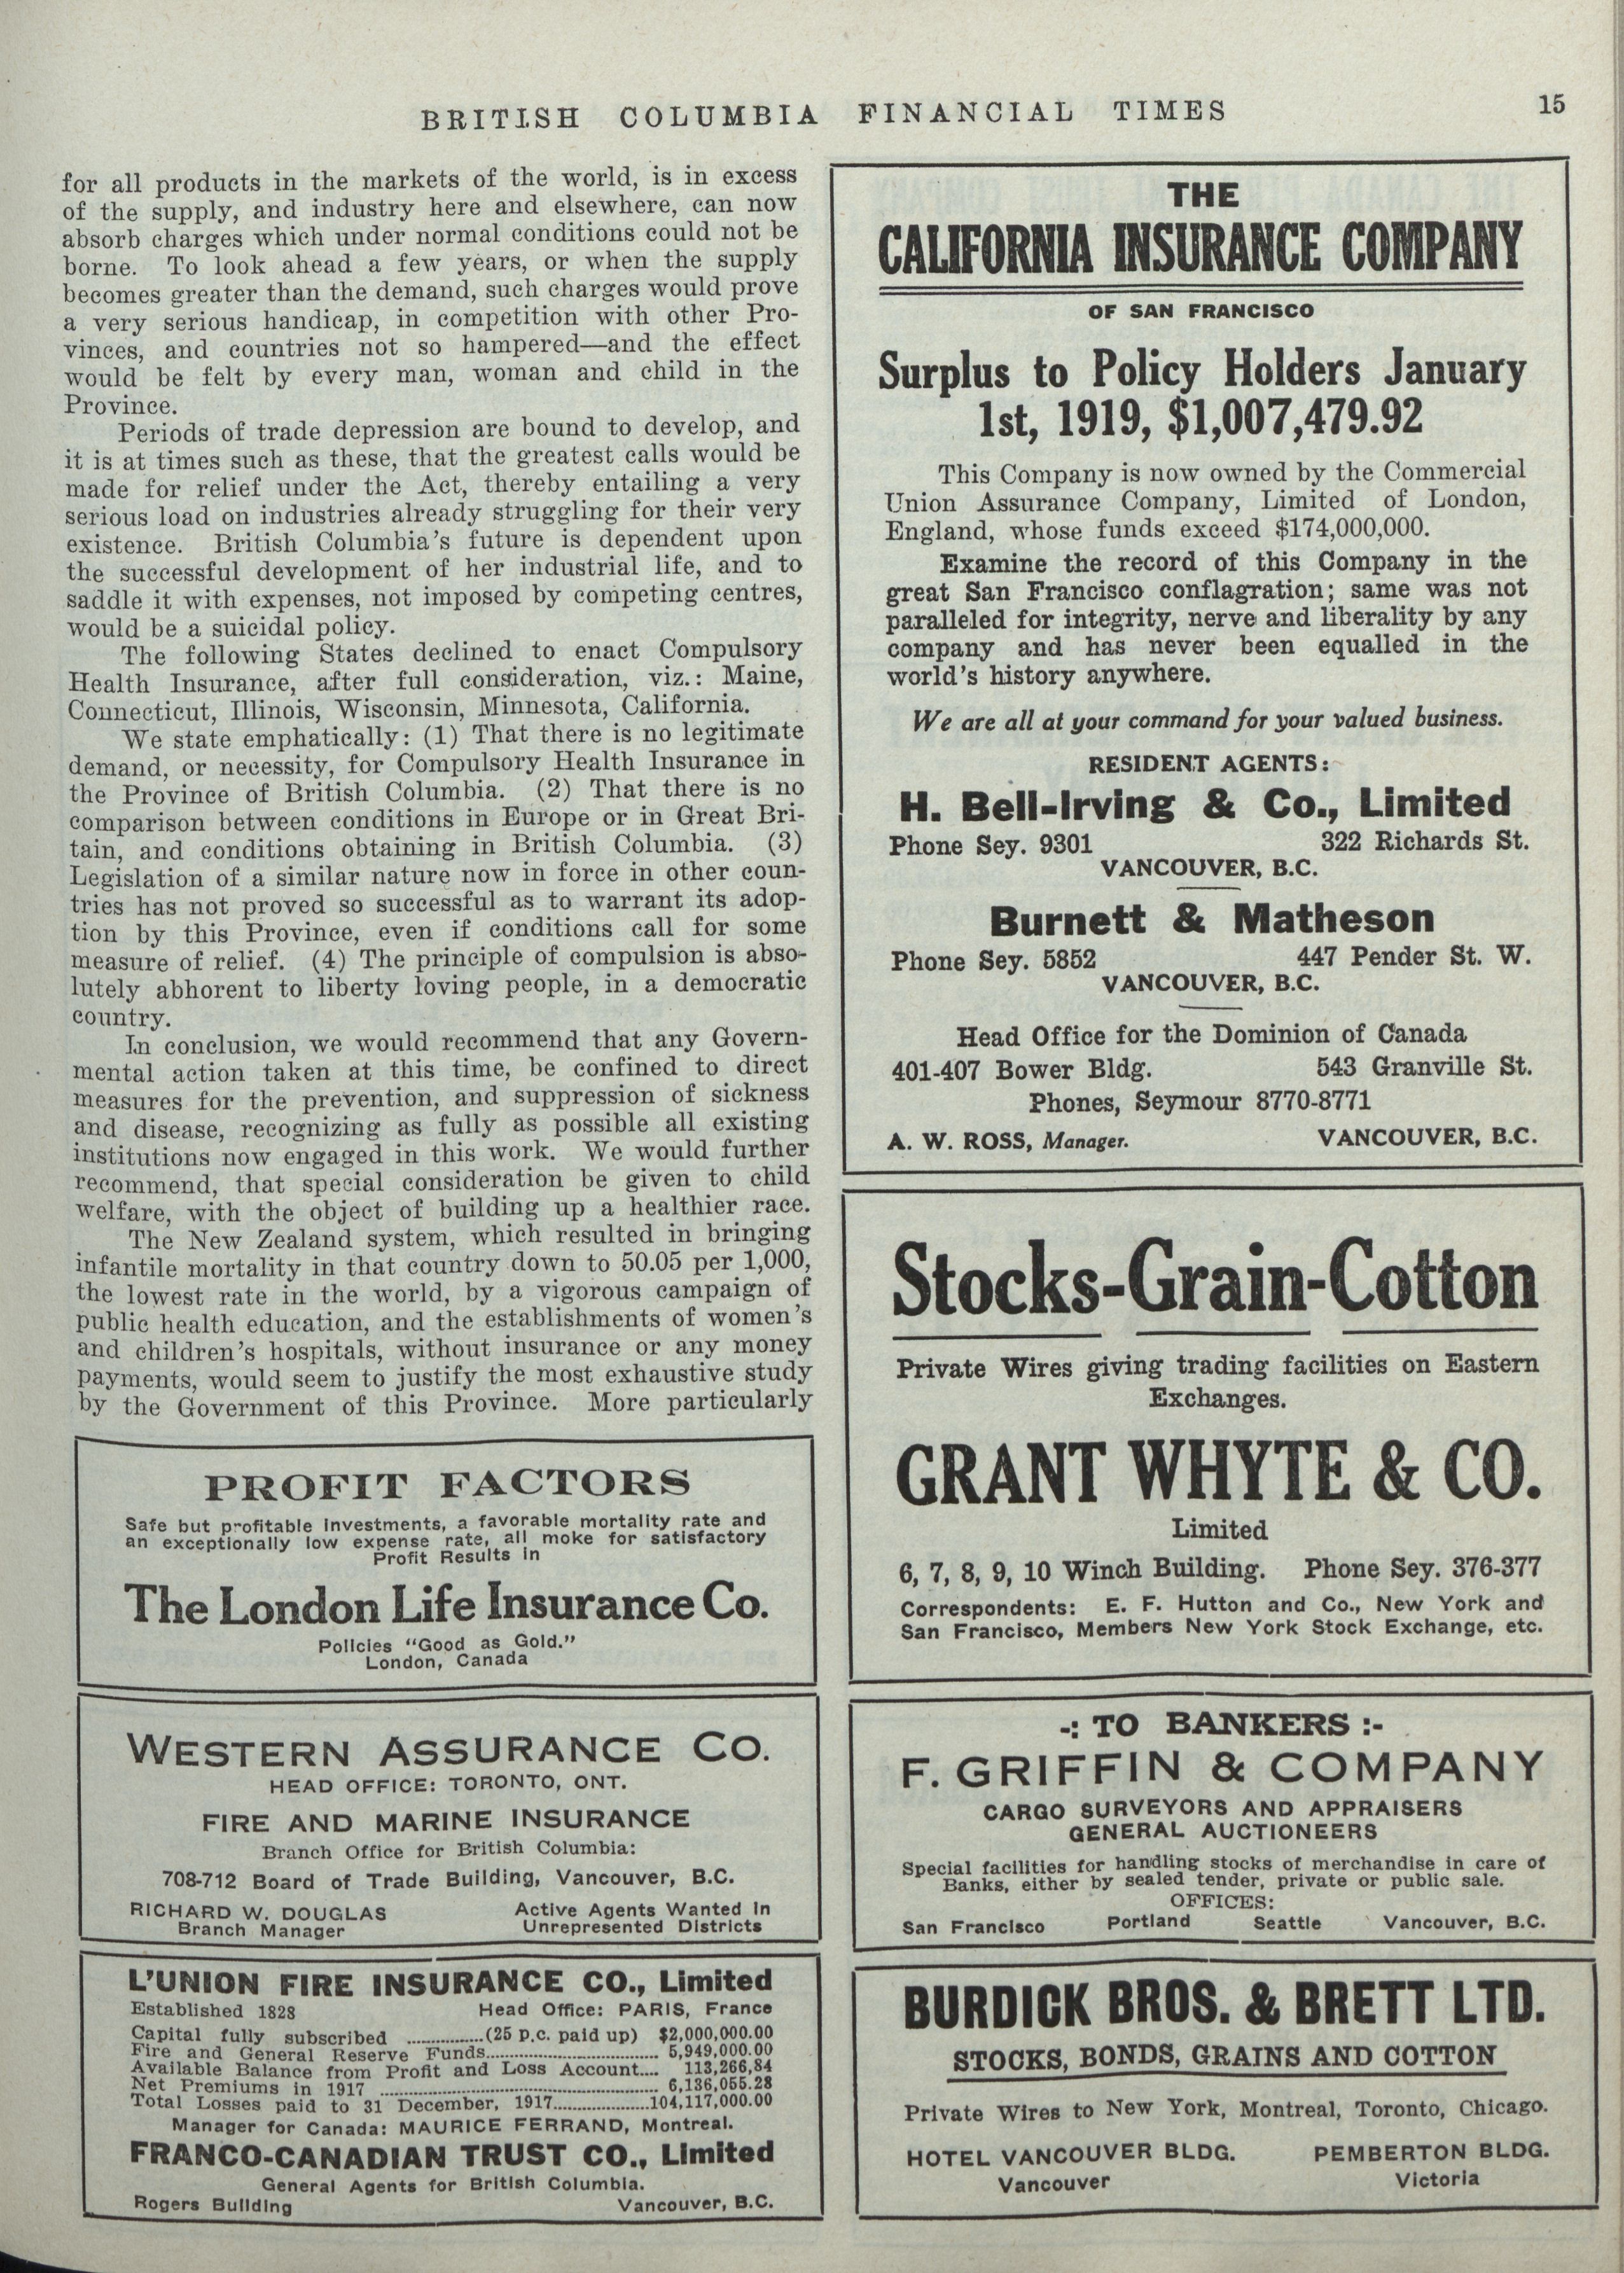 BRITISH COLUMBIA FINANCIAL TIMES
15
for all products in the markets of the world, is in excess
of the supply, and industry here and elsewhere, can now
absorb charges which under normal conditions could not be
borne. To look ahead a few years, or when the supply
becomes greater than the demand, such charges would prove
a very serious handicap, in competition with other Pro-
vinces, and countries not so hampered—and the effect
would be felt by every man, woman and child in the
Province.
Periods of trade depression are bound to develop, and
it is at times such as these, that the greatest calls would be
made for relief under the Act, thereby entailing a very
serious load on industries already struggling for their very
existence. British Columbia's future is dependent upon
the successful development of her industrial life, and to
saddle it with expenses, not imposed by competing centres,
would be a suicidal policy.
The following States declined to enact Compulsory
Health Insurance, after full consideration, viz.: Maine,
Connecticut, Illinois, Wisconsin, Minnesota, California.
We state emphatically: (1) That there is no legitimate
demand, or necessity, for Compulsory Health Insurance in
the Province of British Columbia. (2) That there is no
comparison between conditions in Europe or in Great Bri-
tain, and conditions obtaining in British Columbia. (3)
Legislation of a similar nature now in force in other coun-
tries has not proved so successful as to warrant its adop-
tion by this Province, even if conditions call for some
measure of relief. (4) The principle of compulsion is abso-
lutely abhorent to liberty loving people, in a democratic
country.
In conclusion, we would recommend that any Govern-
mental action taken at this time, be confined to direct
measures for the prevention, and suppression of sickness
and disease, recognizing as fully as possible all existing
institutions now engaged in this work. We would further
recommend, that special consideration be given to child
welfare, with the object of building up a healthier race.
The New Zealand system, which resulted in bringing
infantile mortality in that country down to 50.05 per 1,000,
the lowest rate in the world, by a vigorous campaign of
public health education, and the establishments of women's
and children's hospitals, without insurance or any money
payments, would seem to justify the most exhaustive study
by the Government of this Province. More particularly
PROFIT FACTORS
Safe but profitable investments, a favorable mortality rate and
an exceptionally low expense rate, all moke for satisfactory
Profit Results in
The London Life Insurance Co.
Policies "Good as Gold."
London, Canada
WESTERN ASSURANCE CO.
HEAD OFFICE: TORONTO, ONT.
FIRE AND MARINE INSURANCE
Branch Office for British Columbia:
708-712 Board of Trade Building, Vancouver, B.C.
RICHARD W. DOUGLAS Active Agents Wanted in
Branch Manager Unrepresented Districts
L'UNION FIRE INSURANCE CO., Limited
Established 1828 Head Office: PARIS, France
Capital fully subscribed ...............(25 p.c. paid up) $2,000,000.00
Fire and General Reserve Funds................................... 5,949,000.00
Available Balance from Profit and Loss Account.... 113,266,84
Net Premiums in 1917 ........................................................ 6,136,055.28
Total Losses paid to 31 December, 1917...................104,117,000.00
Manager for Canada: MAURICE FERRAND, Montreal.
FRANCO-CANADIAN TRUST CO., Limited
General Agents for British Columbia.
Rogers Building Vancouver, B.C.
THE
CALIFORNIA INSURANCE COMPANY
OF SAN FRANCISCO
Surplus to Policy Holders January
1st, 1919, $1,007,479.92
This Company is now owned by the Commercial
Union Assurance Company, Limited of London,
England, whose funds exceed $174,000,000.
Examine the record of this Company in the
great San Francisco conflagration; same was not
paralleled for integrity, nerve and liberality by any
company and has never been equalled in the
world's history anywhere.
We are all at your command for your valued business.
RESIDENT AGENTS:
H. Bell-Irving & Co., Limited
Phone Sey. 9301 322 Richards St.
VANCOUVER, B.C.
Burnett & Matheson
Phone Sey. 5852 447 Pender St. W.
VANCOUVER, B.C.
Head Office for the Dominion of Canada
401-407 Bower Bldg. 543 Granville St.
Phones, Seymour 8770-8771
A. W. ROSS, Manager. VANCOUVER, B.C.
Stocks-Grain-Cotton
Private Wires giving trading facilities on Eastern
Exchanges.
GRANT WHYTE & CO.
Limited
6, 7, 8, 9, 10 Winch Building. Phone Sey. 376-377
Correspondents: E. F. Hutton and Co., New York and
San Francisco, Members New York Stock Exchange, etc.
-: TO BANKERS :-
F. GRIFFIN & COMPANY
CARGO SURVEYORS AND APPRAISERS
GENERAL AUCTIONEERS
Special facilities for handling stocks of merchandise in care of
Banks, either by sealed tender, private or public sale.
OFFICES:
San Francisco Portland Seattle Vancouver, B.C.
BURDICK BROS. & BRETT LTD.
STOCKS, BONDS, GRAINS AND COTTON
Private Wires to New York, Montreal, Toronto, Chicago.
HOTEL VANCOUVER BLDG. PEMBERTON BLDG.
Vancouver Victoria